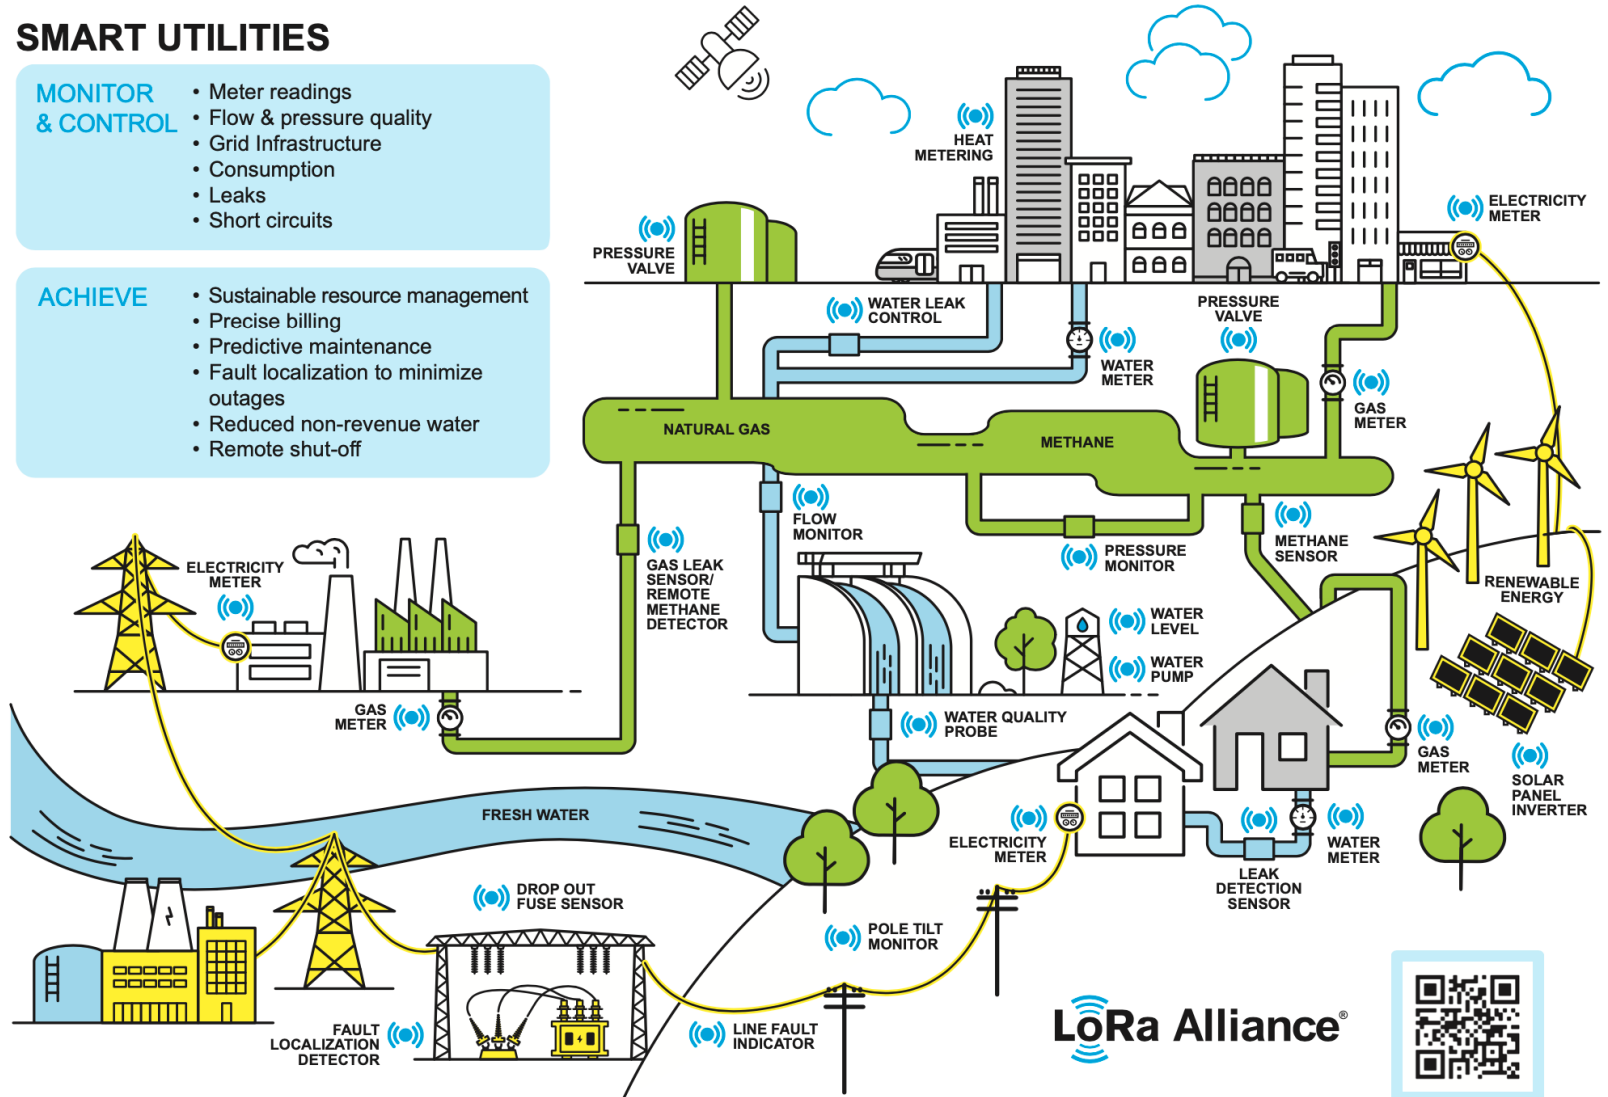 SMART UTILITIES
MONITOR
& CONTROL
• Meter readings
• Flow & pressure quality
• Grid Infrastructure
• Consumption
• Leaks
• Short circuits
ACHIEVE
• Sustainable resource management
• Precise billing
• Predictive maintenance
• Fault localization to minimize
outages
• Reduced non-revenue water
• Remote shut-off
HEAT
METERING
ELECTRICITY
METER
PRESSURE
VALVE
WATER LEAK
CONTROL
PRESSURE
VALVE
WATER
METER
GAS
METER
NATURAL GAS
METHANE
FLOW
MONITOR
PRESSURE
MONITOR
METHANE
SENSOR
GAS LEAK
SENSOR/
REMOTE
METHANE
DETECTOR
ELECTRICITY
METER
RENEWABLE
ENERGY
WATER
LEVEL
WATER
PUMP
GAS
METER
WATER QUALITY
PROBE
GAS
METER
SOLAR
PANEL
INVERTER
FRESH WATER
ELECTRICITY
METER
WATER
METER
LEAK
DETECTION
SENSOR
DROP OUT
FUSE SENSOR
POLE TILT
MONITOR
FAULT
LOCALIZATION
DETECTOR
LINE FAULT
INDICATOR
LoRa Alliance®